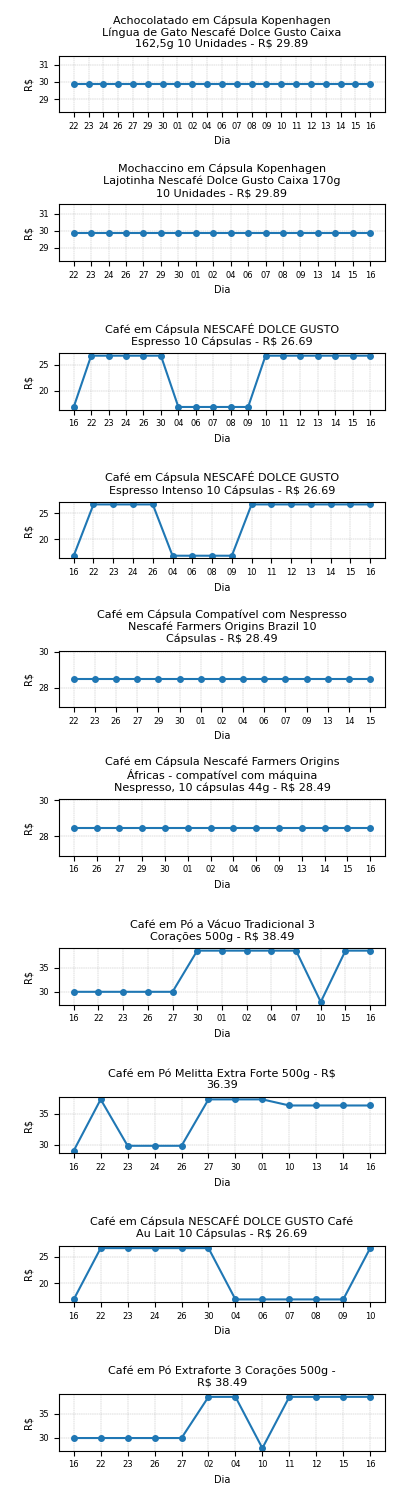 Achocolatado em Cápsula Kopenhagen
Língua de Gato Nescafé Dolce Gusto Caixa
162,5g 10 Unidades - R$ 29.89
31
30
29
R$
22 23 24 26 27 29 30 01 02 04 06 07 08 09 10 11 12 13 14 15 16
Dia
Mochaccino em Cápsula Kopenhagen
Lajotinha Nescafé Dolce Gusto Caixa 170g
10 Unidades - R$ 29.89
31
30
29
R$
22 23 24 26 27 29 30 01 02 04 06 07 08 09 13 14 15 16
Dia
Café em Cápsula NESCAFÉ DOLCE GUSTO
Espresso 10 Cápsulas - R$ 26.69
25
20
R$
16 22 23 24 26 30 04 06 07 08 09 10 11 12 13 14 15 16
Dia
Café em Cápsula NESCAFÉ DOLCE GUSTO
Espresso Intenso 10 Cápsulas - R$ 26.69
25
20
R$
16 22 23 24 26 04 06 08 09 10 11 12 13 14 15 16
Dia
Café em Cápsula Compatível com Nespresso
Nescafé Farmers Origins Brazil 10
Cápsulas - R$ 28.49
30
28
R$
22 23 26 27 29 30 01 02 04 06 07 09 13 14 15
Dia
Café em Cápsula Nescafé Farmers Origins
Áfricas - compatível com máquina
Nespresso, 10 cápsulas 44g - R$ 28.49
30
28
R$
16 26 27 29 30 01 02 04 06 09 13 14 15 16
Dia
Café em Pó a Vácuo Tradicional 3
Corações 500g - R$ 38.49
35
30
R$
16 22 23 26 27 30 01 02 04 07 10 15 16
Dia
Café em Pó Melitta Extra Forte 500g - R$
36.39
35
30
R$
16 22 23 24 26 27 30 01 10 13 14 16
Dia
Café em Cápsula NESCAFÉ DOLCE GUSTO Café
Au Lait 10 Cápsulas - R$ 26.69
25
20
R$
16 22 23 24 26 30 04 06 07 08 09 10
Dia
Café em Pó Extraforte 3 Corações 500g -
R$ 38.49
35
30
R$
16 22 23 26 27 02 04 10 11 12 15 16
Dia